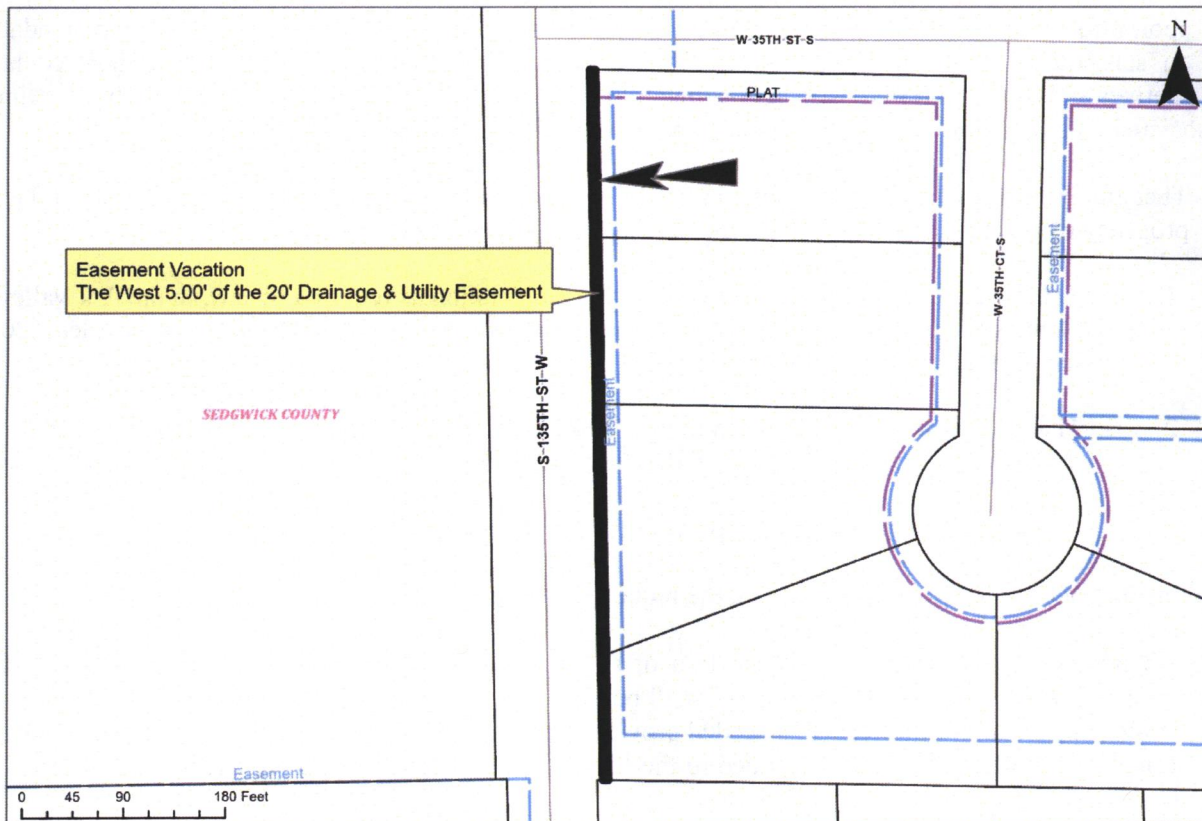 W 35TH ST S
N
PLAT
Easement
W 35TH CT S
Easement Vacation
The West 5.00' of the 20' Drainage & Utility Easement
Easement
S 135TH ST W
SEDGWICK COUNTY
Easement
0 45 90 180 Feet